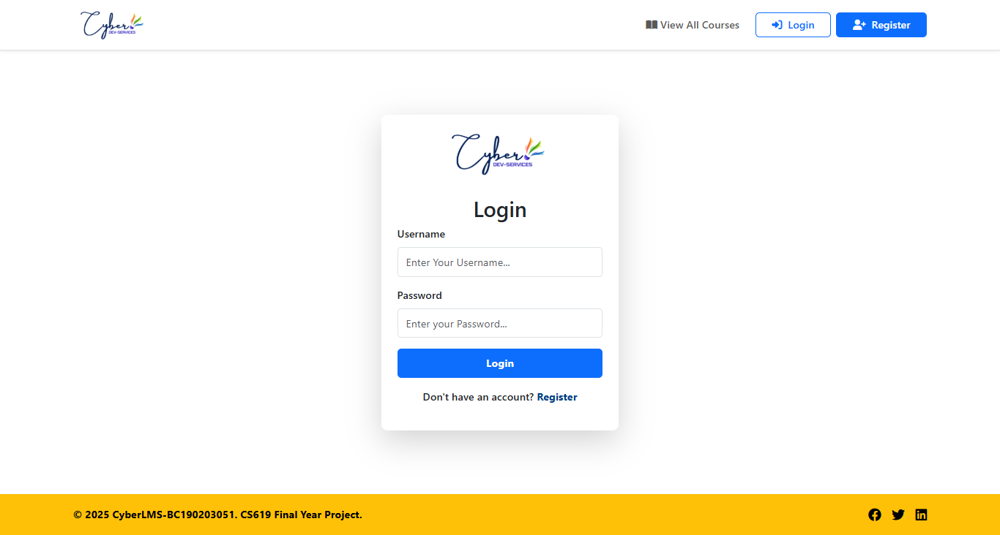 Cyber
DEV-SERVICES
View All Courses
Login
Register
Cyber
DEV-SERVICES
Login
Username
Enter Your Username...
Password
Enter your Password...
Login
Don't have an account? Register
© 2025 CyberLMS-BC190203051. CS619 Final Year Project.